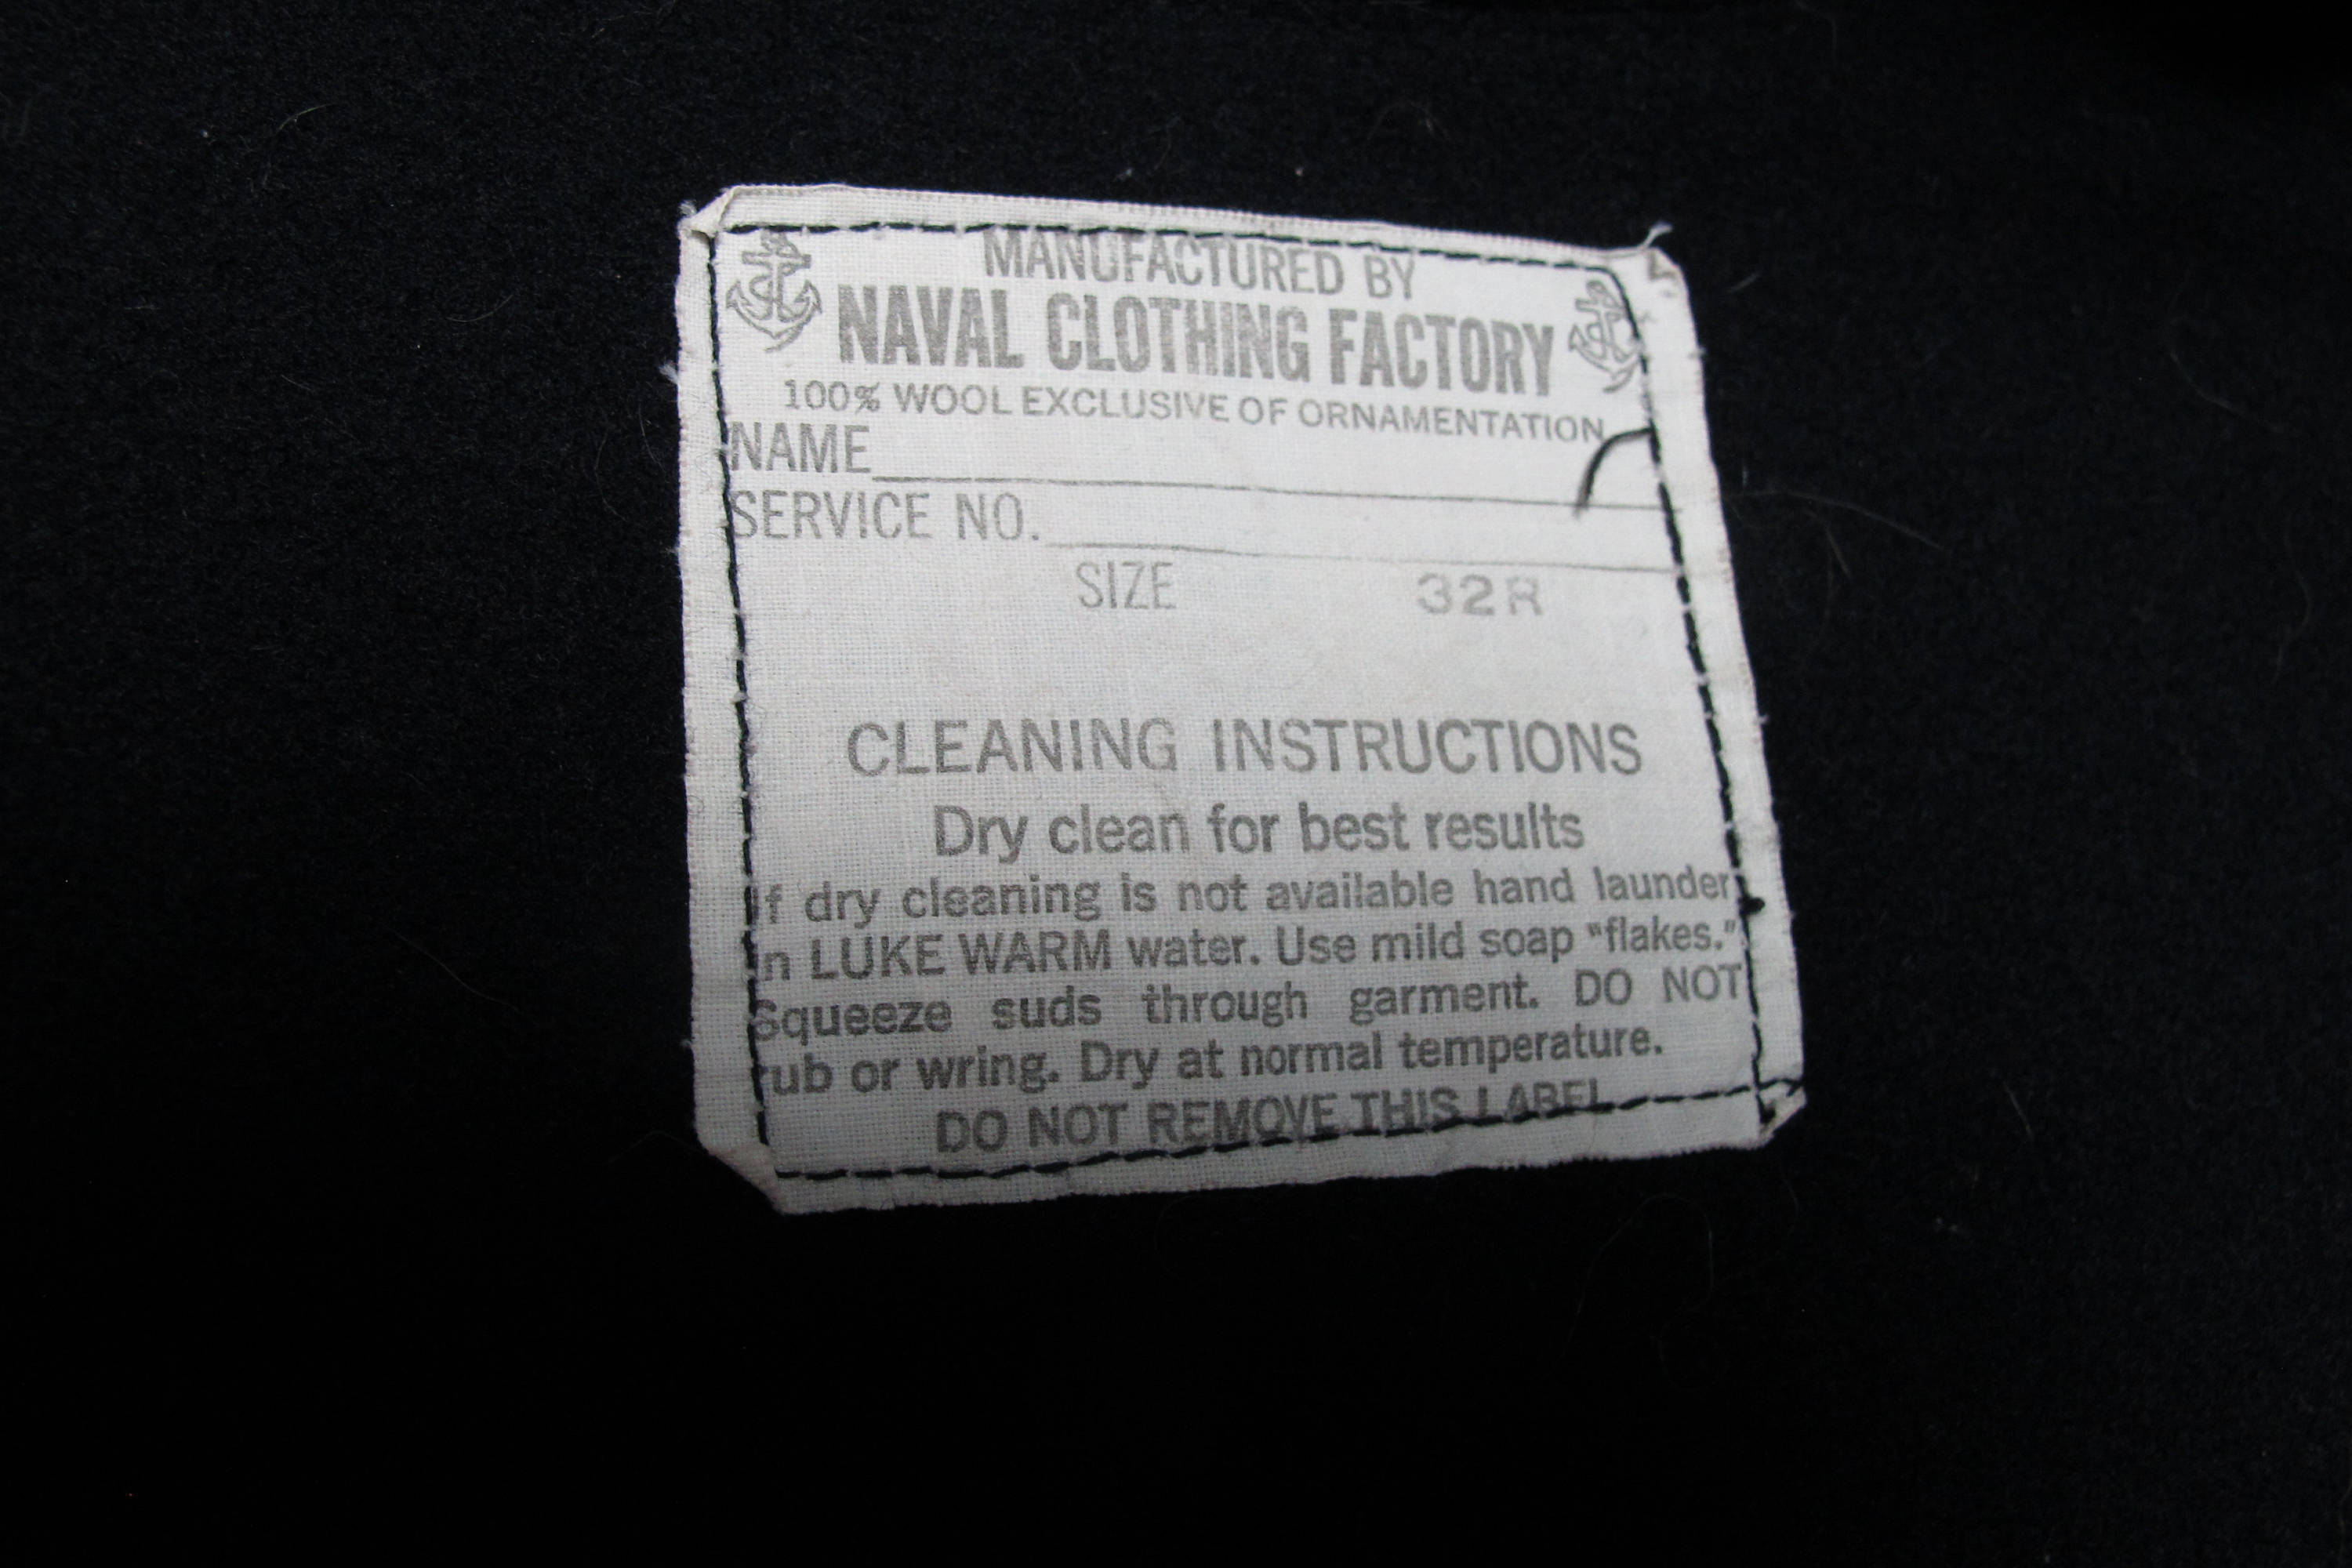 MANUFACTURED BY
NAVAL CLOTHING FACTORY
100% WOOL EXCLUSIVE OF ORNAMENTATION
NAME
SERVICE NO.
SIZE 32R
CLEANING INSTRUCTIONS
Dry clean for best results
If dry cleaning is not available hand launder
in LUKE WARM water. Use mild soap "flakes."
Squeeze suds through garment. DO NOT
rub or wring. Dry at normal temperature.
DO NOT REMOVE THIS LABEL